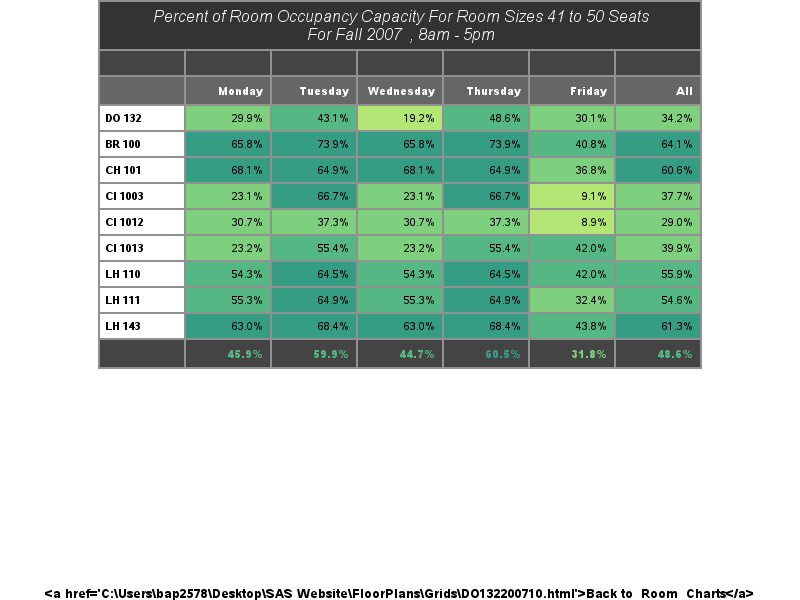 Percent of Room Occupancy Capacity For Room Sizes 41 to 50 Seats
For Fall 2007 , 8am - 5pm
Monday Tuesday Wednesday Thursday Friday All
DO 132 29.9% 43.1% 19.2% 48.6% 30.1% 34.2%
BR 100 65.8% 73.9% 65.8% 73.9% 40.8% 64.1%
CH 101 68.1% 64.9% 68.1% 64.9% 36.8% 60.6%
CI 1003 23.1% 66.7% 23.1% 66.7% 9.1% 37.7%
CI 1012 30.7% 37.3% 30.7% 37.3% 8.9% 29.0%
CI 1013 23.2% 55.4% 23.2% 55.4% 42.0% 39.9%
LH 110 54.3% 64.5% 54.3% 64.5% 42.0% 55.9%
LH 111 55.3% 64.9% 55.3% 64.9% 32.4% 54.6%
LH 143 63.0% 68.4% 63.0% 68.4% 43.8% 61.3%
45.9% 59.9% 44.7% 60.5% 31.8% 48.6%
<a href='C:\Users\bap2578\Desktop\SAS Website\FloorPlans\Grids\DO132200710.html'>Back to Room Charts</a>